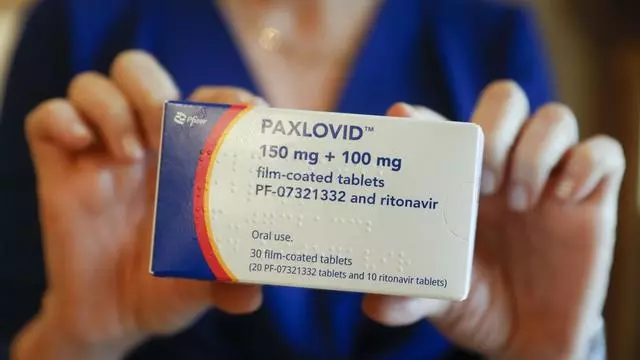 Pfizer
PAXLOVID™
150 mg + 100 mg
film-coated tablets
PF-07321332 and ritonavir
Oral use.
30 film-coated tablets
(20 PF-07321332 tablets and 10 ritonavir tablets)